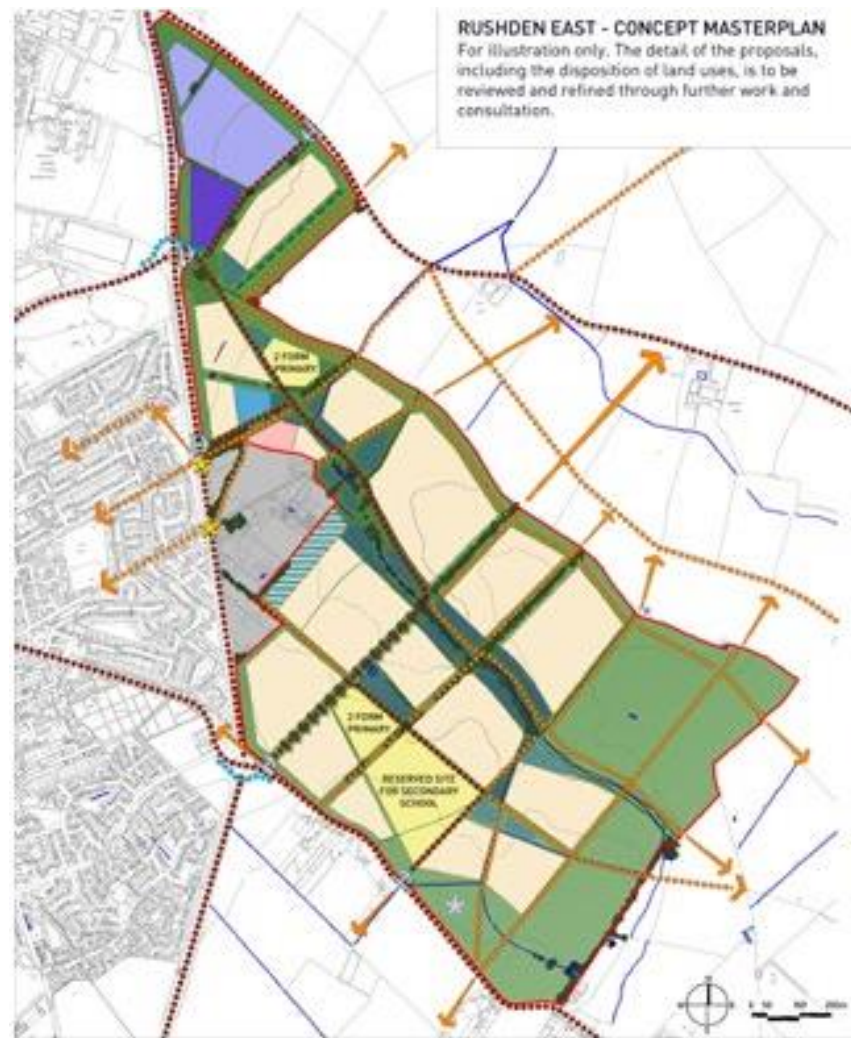 RUSHDEN EAST - CONCEPT MASTERPLAN
For illustration only. The detail of the proposals,
including the disposition of land uses, is to be
reviewed and refined through further work and
consultation.
2 FORM
PRIMARY
2 FORM
PRIMARY
RESERVED SITE
FOR SECONDARY
SCHOOL